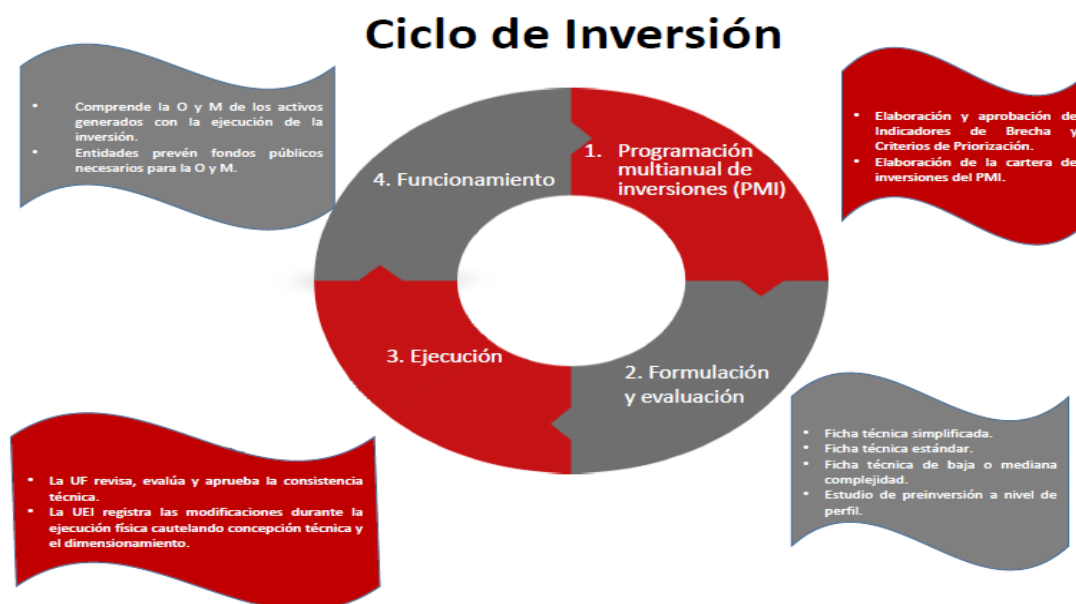 Ciclo de Inversión
• Comprende la O y M de los activos
generados con la ejecución de la
inversión.
• Entidades prevén fondos públicos
necesarios para la O y M.
• Elaboración y aprobación de
Indicadores de Brecha y
Criterios de Priorización.
• Elaboración de la cartera de
inversiones del PMI.
1. Programación
multianual de
inversiones (PMI)
4. Funcionamiento
3. Ejecución
2. Formulación
y evaluación
• La UF revisa, evalúa y aprueba la consistencia
técnica.
• La UEI registra las modificaciones durante la
ejecución física cautelando concepción técnica y
el dimensionamiento.
• Ficha técnica simplificada.
• Ficha técnica estándar.
• Ficha técnica de baja o mediana
complejidad.
• Estudio de preinversión a nivel de
perfil.